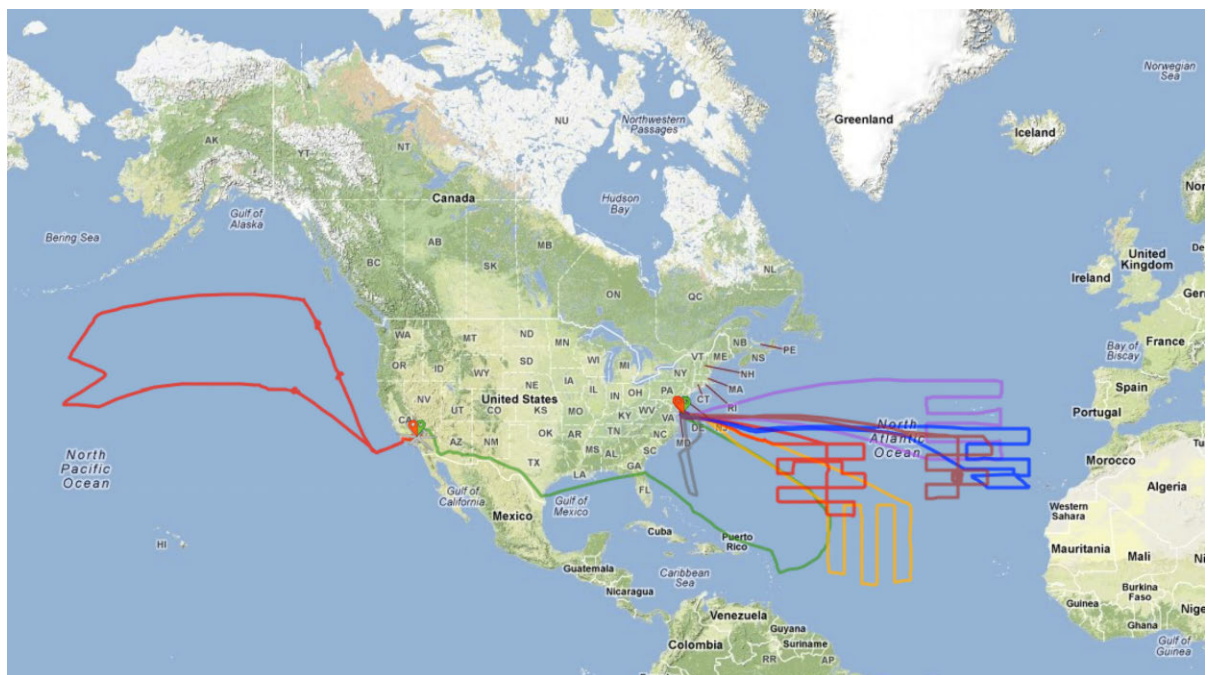 Norwegian
Sea
Greenland
Iceland
Northwestern
Passages
NU
AK
YT
NT
Hudson
Bay
Canada
Gulf of
Alaska
Bering Sea
AB
MB
BC
SK
NL
ON
QC
United
Kingdom
Ireland
France
Bay of
Biscay
Spain
Portugal
NB
PE
NS
WA
MT
ND
MN
VT
ME
OR
ID
SD
WI
MI
NY
NH
WY
IA
MA
NE
IL
IN
OH
PA
CT
RI
NV
UT
CO
United States
KS
MO
KY
WV
VA
DE
NJ
MD
CA
AZ
NM
OK
AR
TN
NC
MS
AL
SC
GA
TX
LA
FL
North
Atlantic
Ocean
North
Pacific
Ocean
Gulf of
California
Gulf of
Mexico
Mexico
HI
Cuba
Puerto
Rico
Guatemala
Caribbean
Sea
Nicaragua
Venezuela
Guyana
Suriname
Colombia
RR
AP
Morocco
Algeria
Western
Sahara
Mauritania
Mali
Burkina
Faso
Guinea
Ghana
Gulf of
Guinea